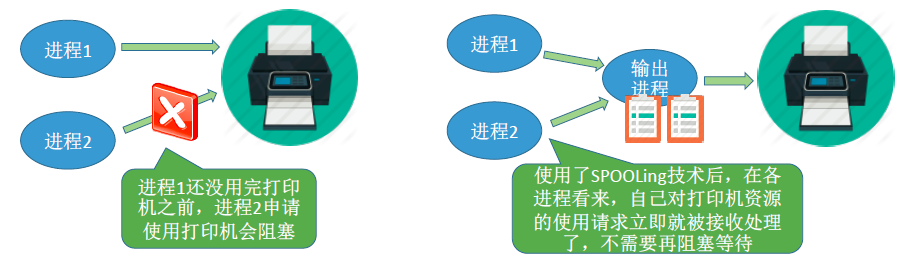 进程1
进程2
进程1还没用完打印
机之前，进程2申请
使用打印机会阻塞
进程1
进程2
输出
进程
使用了SPOOLing技术后，在各
进程看来，自己对打印机资源
的使用请求立即就被接收处理
了，不需要再阻塞等待